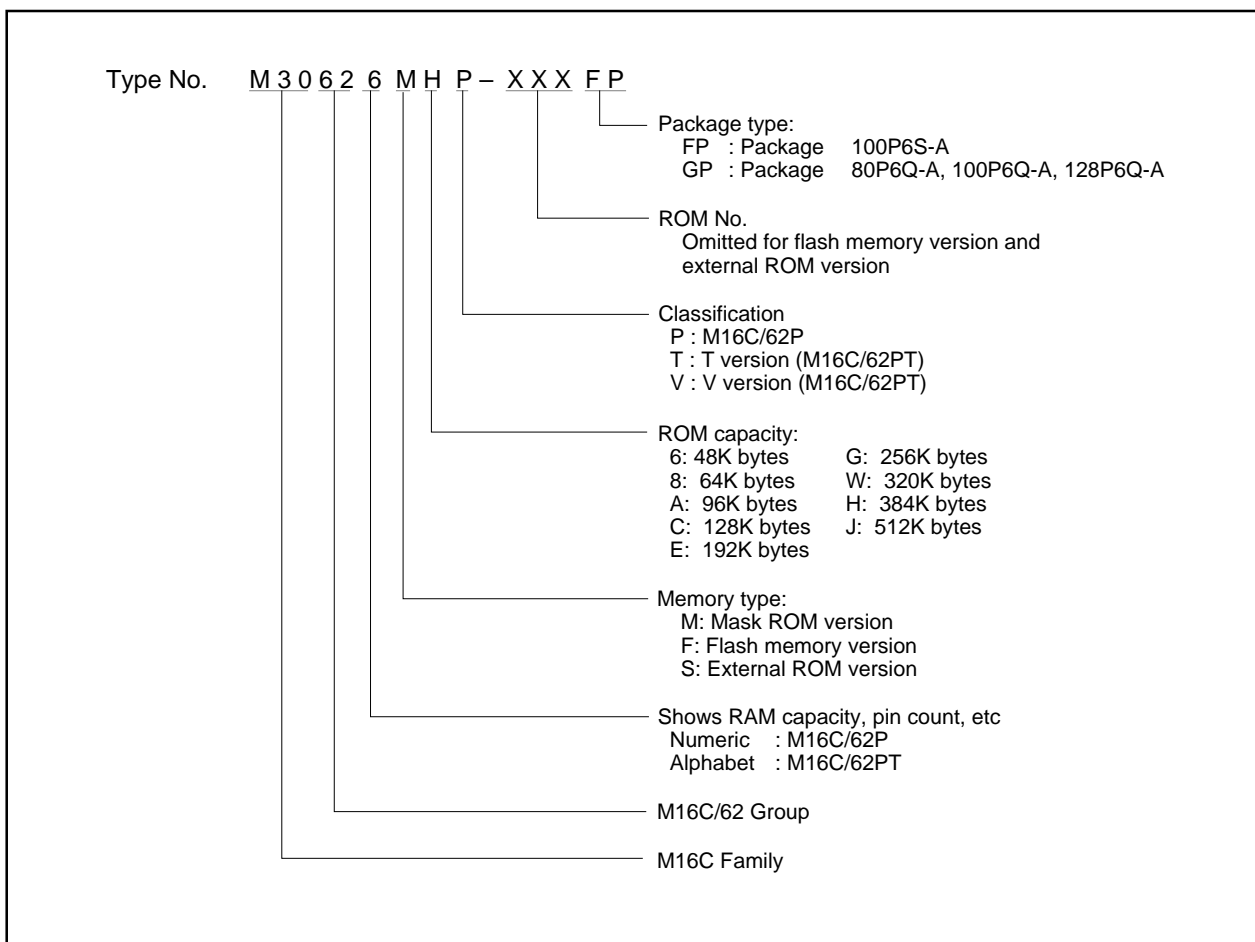 Type No. M 3 0 6 2 6 M H P – X X X F P
Package type:
FP : Package 100P6S-A
GP : Package 80P6Q-A, 100P6Q-A, 128P6Q-A
ROM No.
Omitted for flash memory version and
external ROM version
Classification
P : M16C/62P
T : T version (M16C/62PT)
V : V version (M16C/62PT)
ROM capacity:
6: 48K bytes G: 256K bytes
8: 64K bytes W: 320K bytes
A: 96K bytes H: 384K bytes
C: 128K bytes J: 512K bytes
E: 192K bytes
Memory type:
M: Mask ROM version
F: Flash memory version
S: External ROM version
Shows RAM capacity, pin count, etc
Numeric : M16C/62P
Alphabet : M16C/62PT
M16C/62 Group
M16C Family